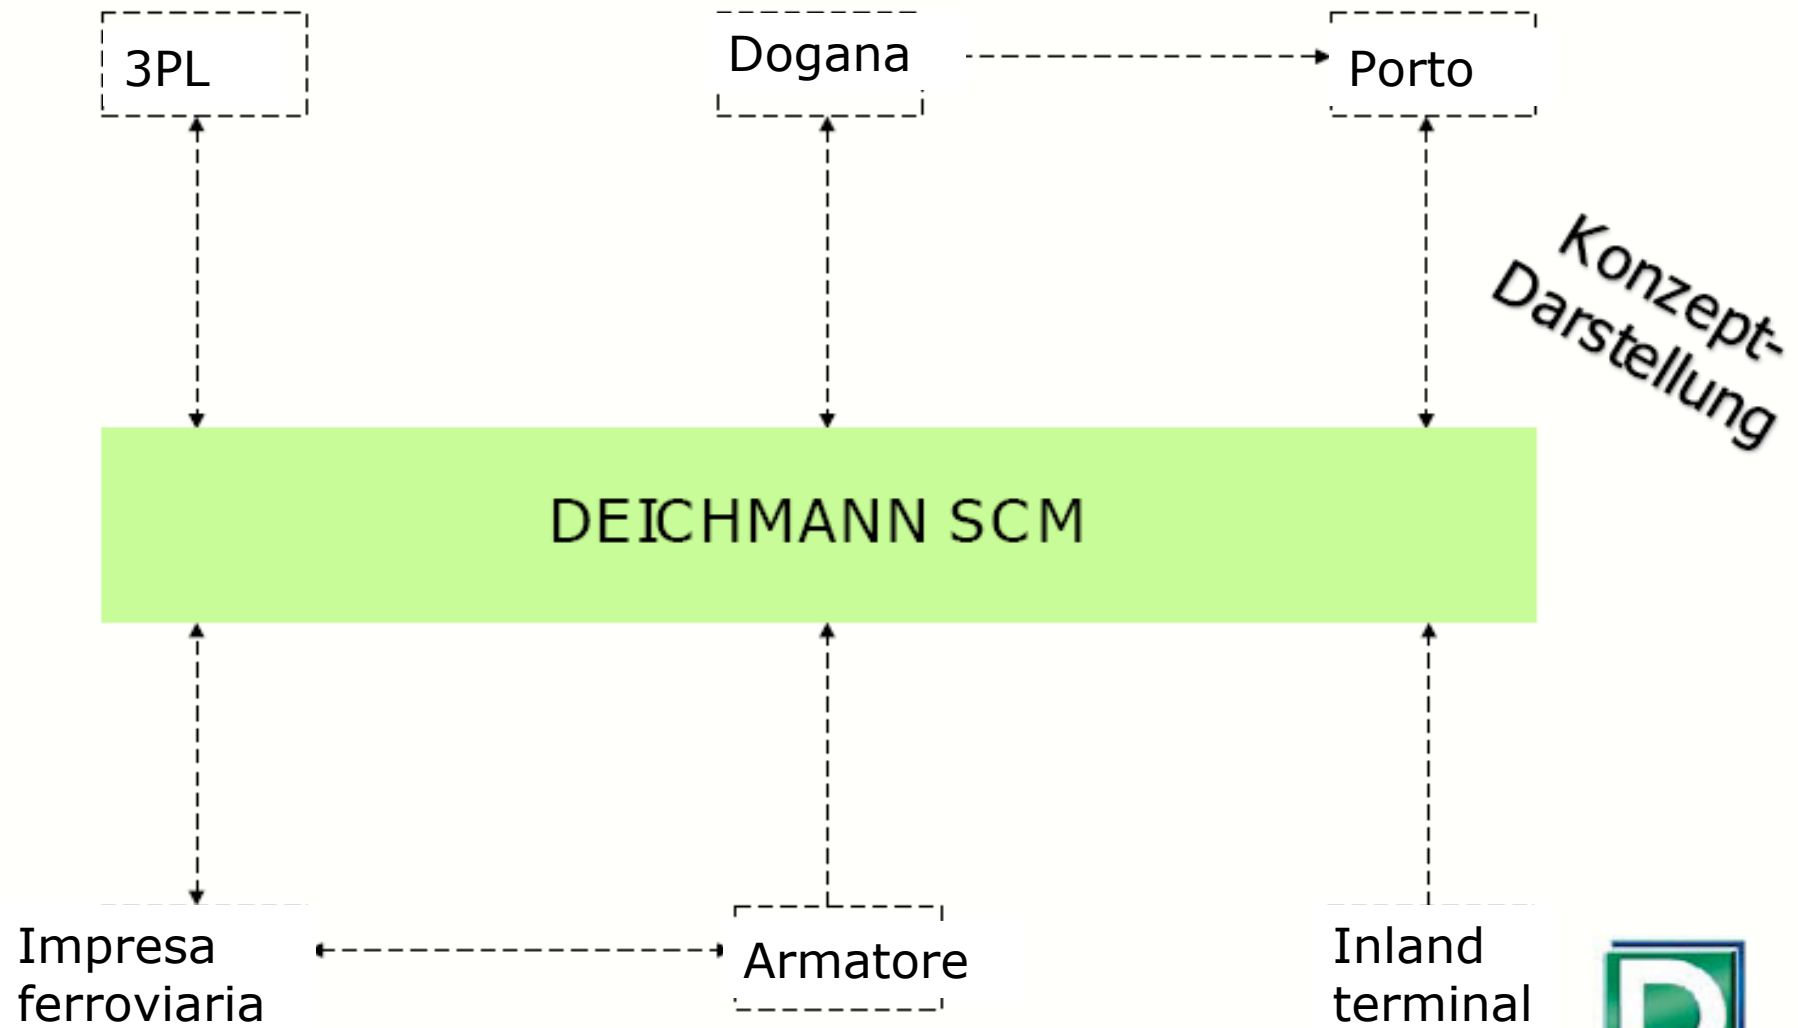 3PL
Dogana
Porto
Konzept-
Darstellung
DEICHMANN SCM
Impresa
ferroviaria
Armatore
Inland
terminal
D